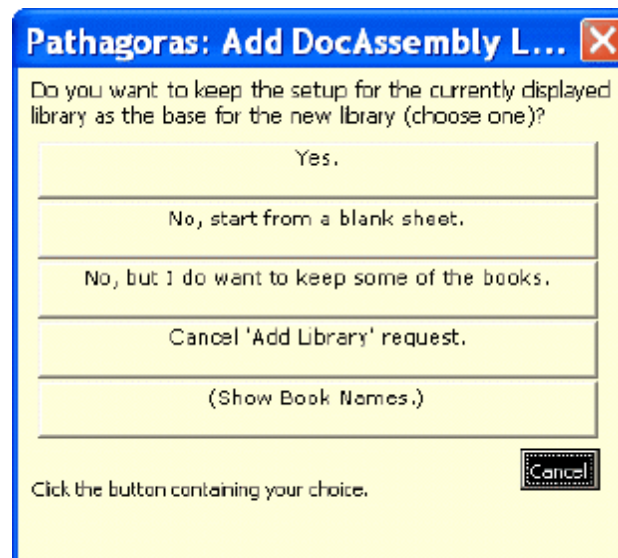 Pathagoras: Add DocAssembly L...
Do you want to keep the setup for the currently displayed
library as the base for the new library (choose one)?
Yes.
No, start from a blank sheet.
No, but I do want to keep some of the books.
Cancel 'Add Library' request.
(Show Book Names.)
Cancel
Click the button containing your choice.